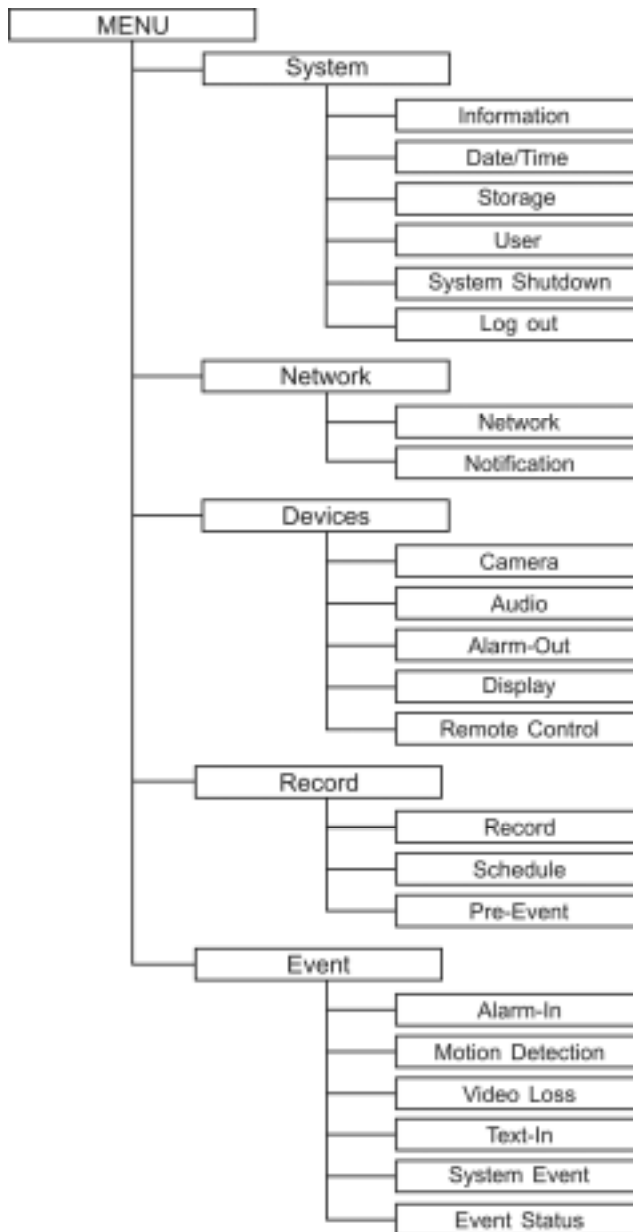 MENU
System
Information
Date/Time
Storage
User
System Shutdown
Log out
Network
Network
Notification
Devices
Camera
Audio
Alarm-Out
Display
Remote Control
Record
Record
Schedule
Pre-Event
Event
Alarm-In
Motion Detection
Video Loss
Text-In
System Event
Event Status